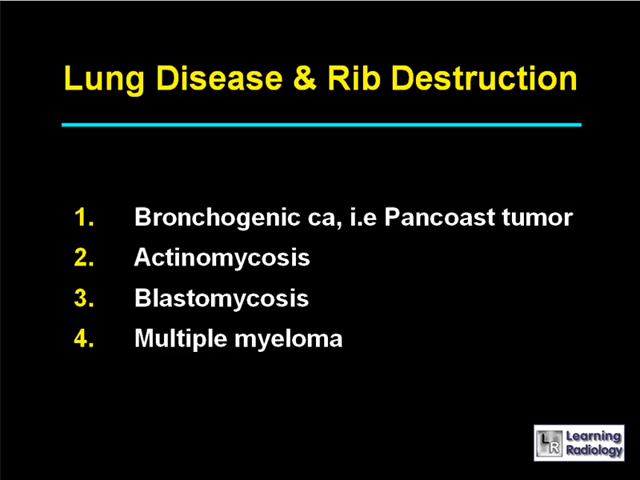 Lung Disease & Rib Destruction
1. Bronchogenic ca, i.e Pancoast tumor
2. Actinomycosis
3. Blastomycosis
4. Multiple myeloma
LR Learning
Radiology